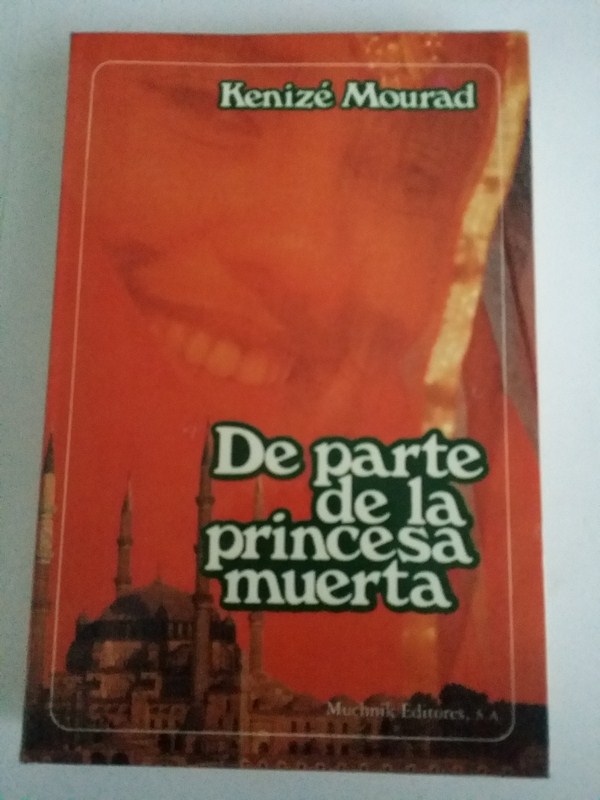 Kenizé Mourad
De parte
de la
princesa
muerta
Muchnik Editores, S.A.